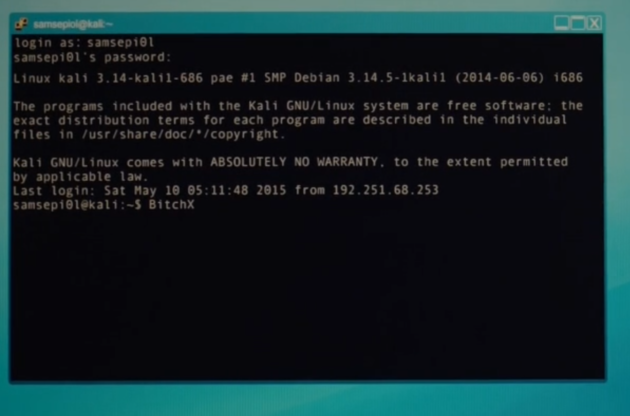 samsepiol@kali:~
login as: samsepi0l
samsepi0l`s password:
Linux kali 3.14-kali1-686 pae #1 SMP Debian 3.14.5-1kali1 (2014-06-06) i686
The programs included with the Kali GNU/Linux system are free software; the
exact distribution terms for each program are described in the individual
files in /usr/share/doc/*/copyright.
Kali GNU/Linux comes with ABSOLUTELY NO WARRANTY, to the extent permitted
by applicable law.
Last login: Sat May 10 05:11:48 2015 from 192.251.68.253
samsepi0l@kali:~$ BitchX